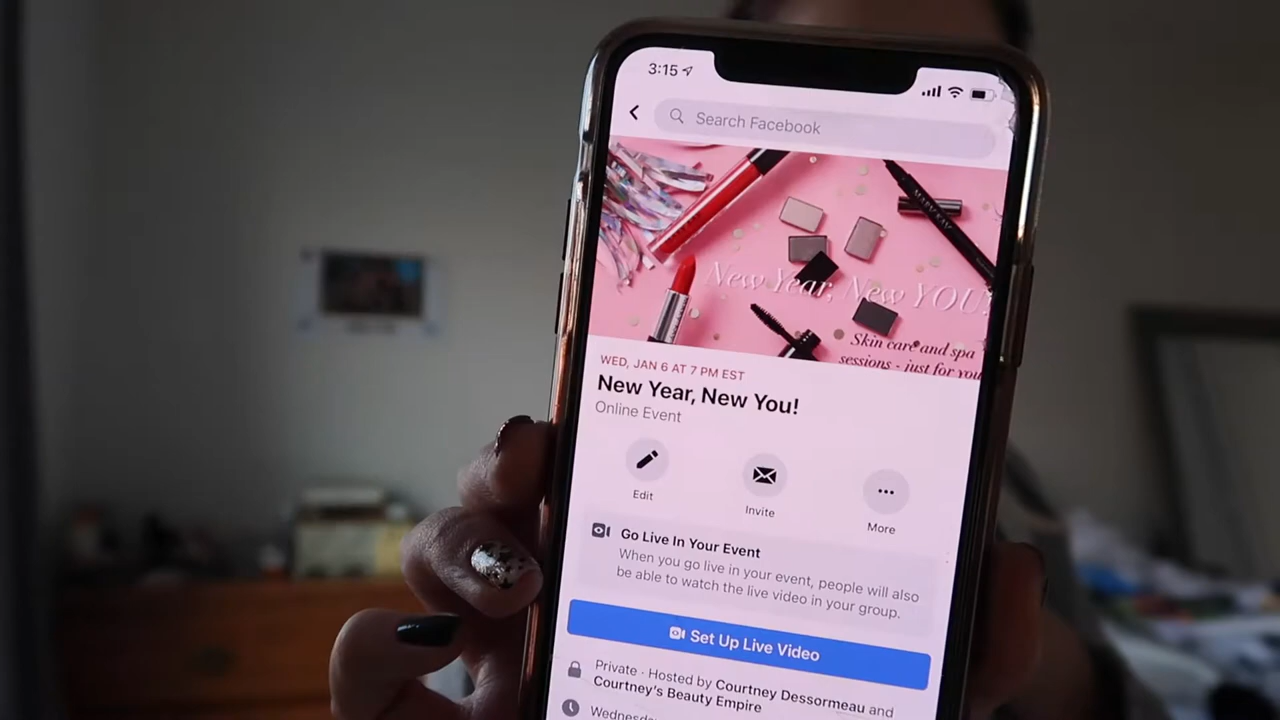 3:15
Search Facebook
MARY KAY
New Year, New YOU!
Skin care and spa
sessions - just for you
WED, JAN 6 AT 7 PM EST
New Year, New You!
Online Event
Edit
Invite
More
Go Live In Your Event
When you go live in your event, people will also
be able to watch the live video in your group.
Set Up Live Video
Private · Hosted by Courtney Dessormeau and
Courtney's Beauty Empire
Wednesday